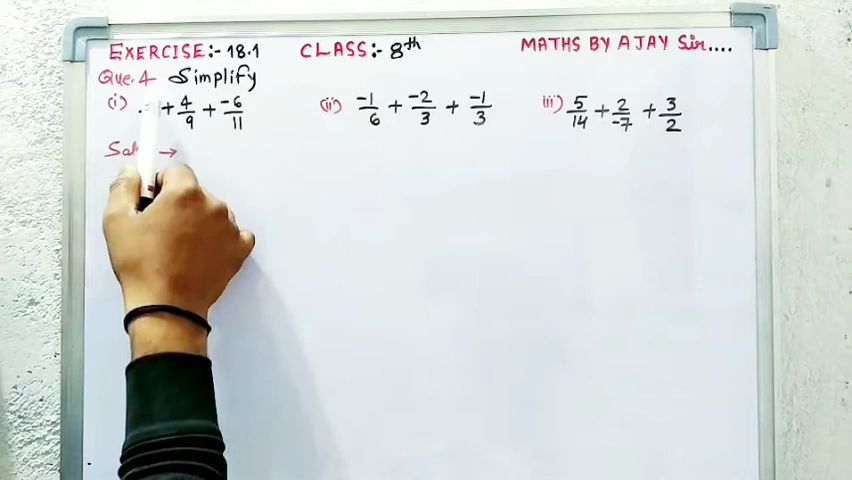 EXERCISE:- 18.1 CLASS:- 8th MATHS BY AJAY Sir....
Que. 4 Simplify
(i) + 4/9 + -6/11 (ii) -1/6 + -2/3 + -1/3 iii) 5/14 + 2/-7 + 3/2
→